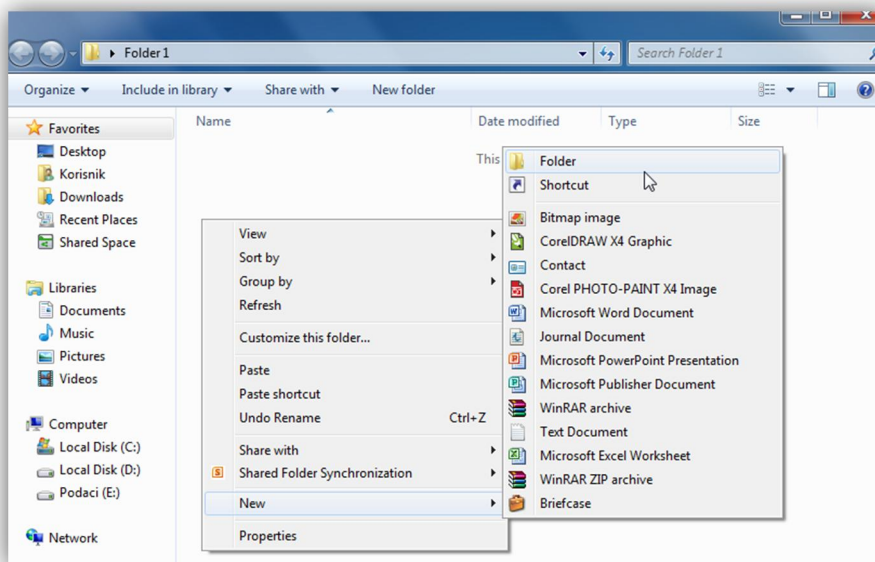 Folder 1
Search Folder 1
Organize
Include in library
Share with
New folder
Favorites
Desktop
Korisnik
Downloads
Recent Places
Shared Space
Libraries
Documents
Music
Pictures
Videos
Computer
Local Disk (C:)
Local Disk (D:)
Podaci (E:)
Network
Name
Date modified
Type
Size
This
View
Sort by
Group by
Refresh
Customize this folder...
Paste
Paste shortcut
Undo Rename Ctrl+Z
Share with
Shared Folder Synchronization
New
Properties
Folder
Shortcut
Bitmap image
CorelDRAW X4 Graphic
Contact
Corel PHOTO-PAINT X4 Image
Microsoft Word Document
Journal Document
Microsoft PowerPoint Presentation
Microsoft Publisher Document
WinRAR archive
Text Document
Microsoft Excel Worksheet
WinRAR ZIP archive
Briefcase